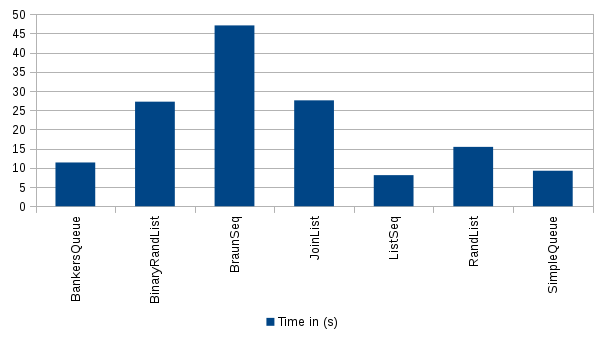 50
45
40
35
30
25
20
15
10
5
0
BankersQueue
BinaryRandList
BraunSeq
JoinList
ListSeq
RandList
SimpleQueue
Time in (s)